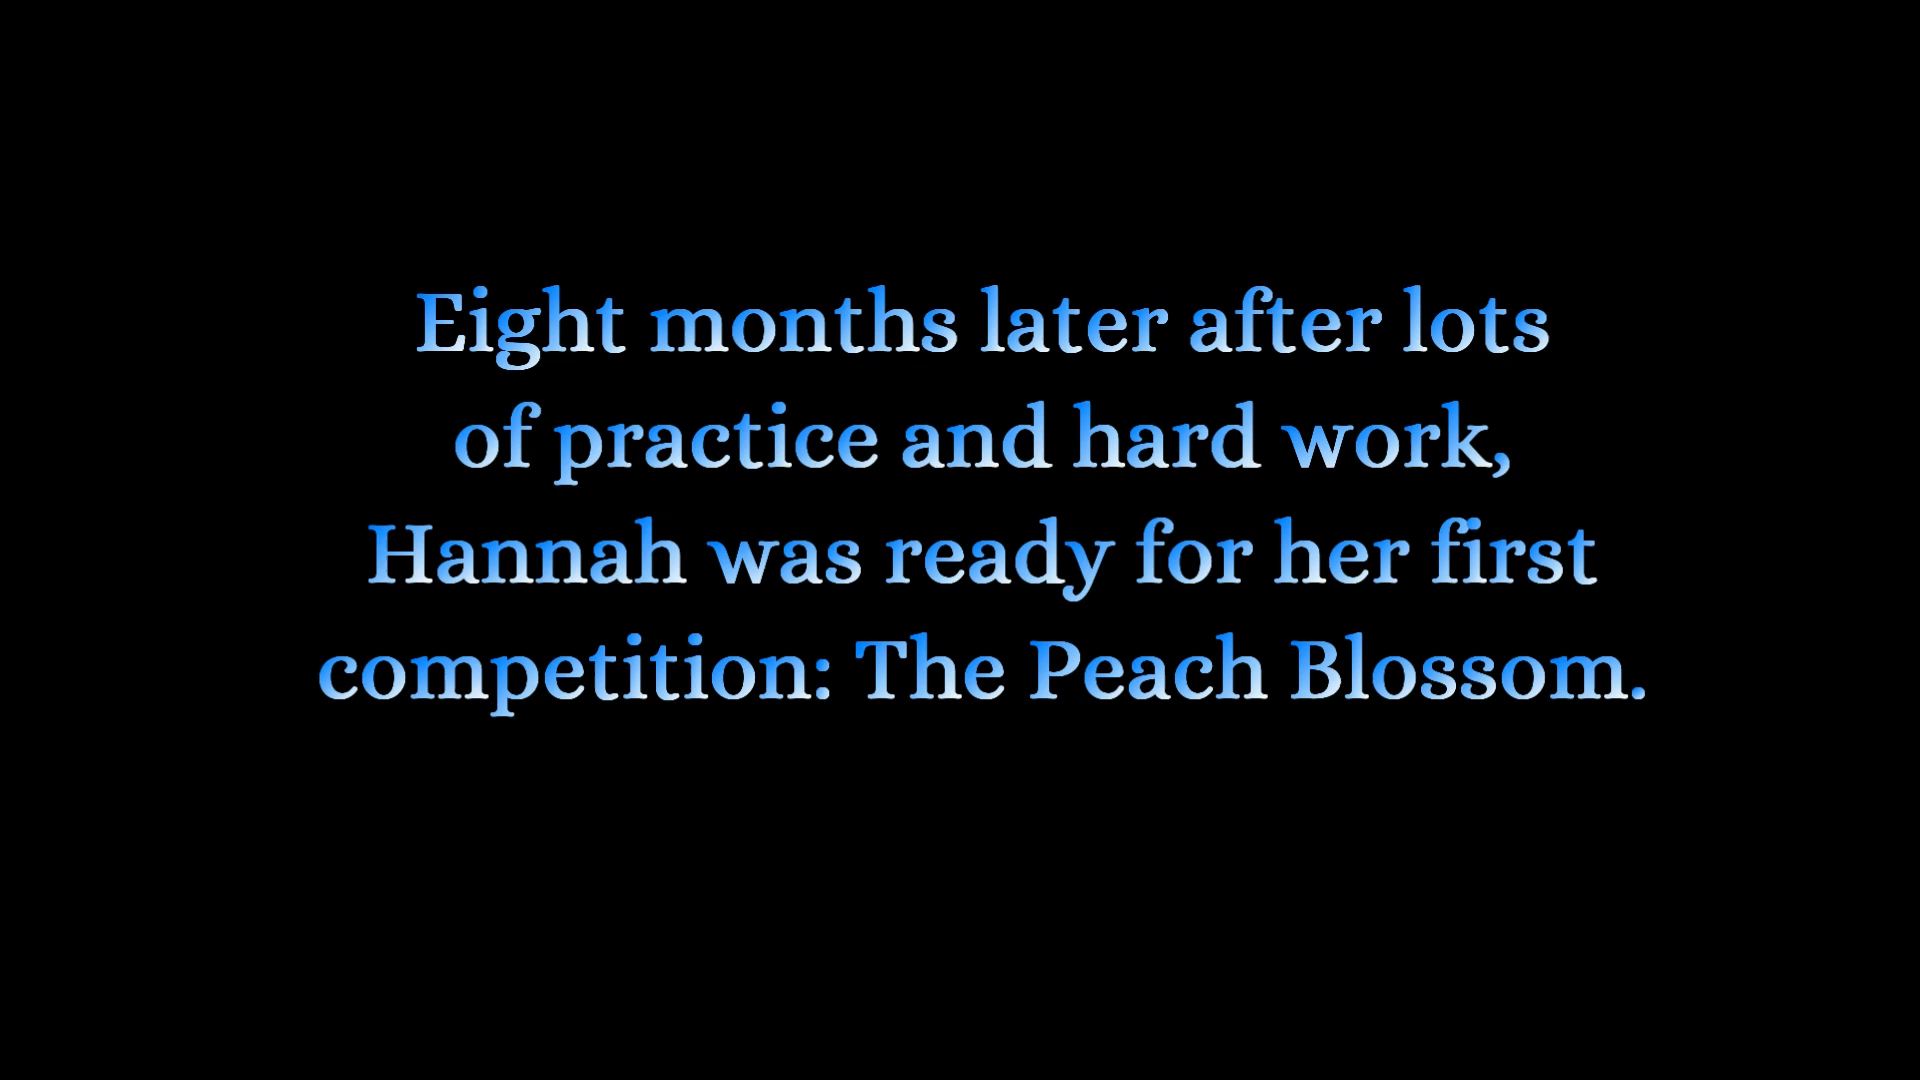 Eight months later after lots
of practice and hard work,
Hannah was ready for her first
competition: The Peach Blossom.